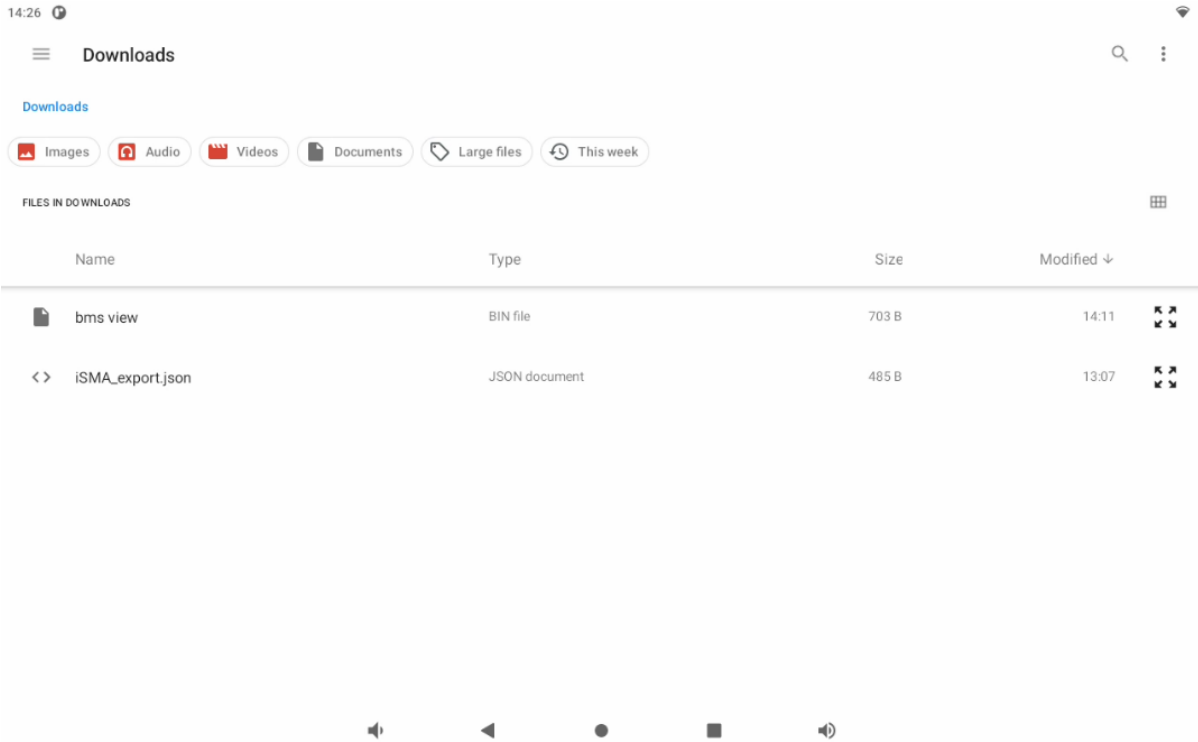 14:26
Downloads
Downloads
Images Audio Videos Documents Large files This week
FILES IN DOWNLOADS
Name Type Size Modified
bms view BIN file 703 B 14:11
iSMA_export.json JSON document 485 B 13:07